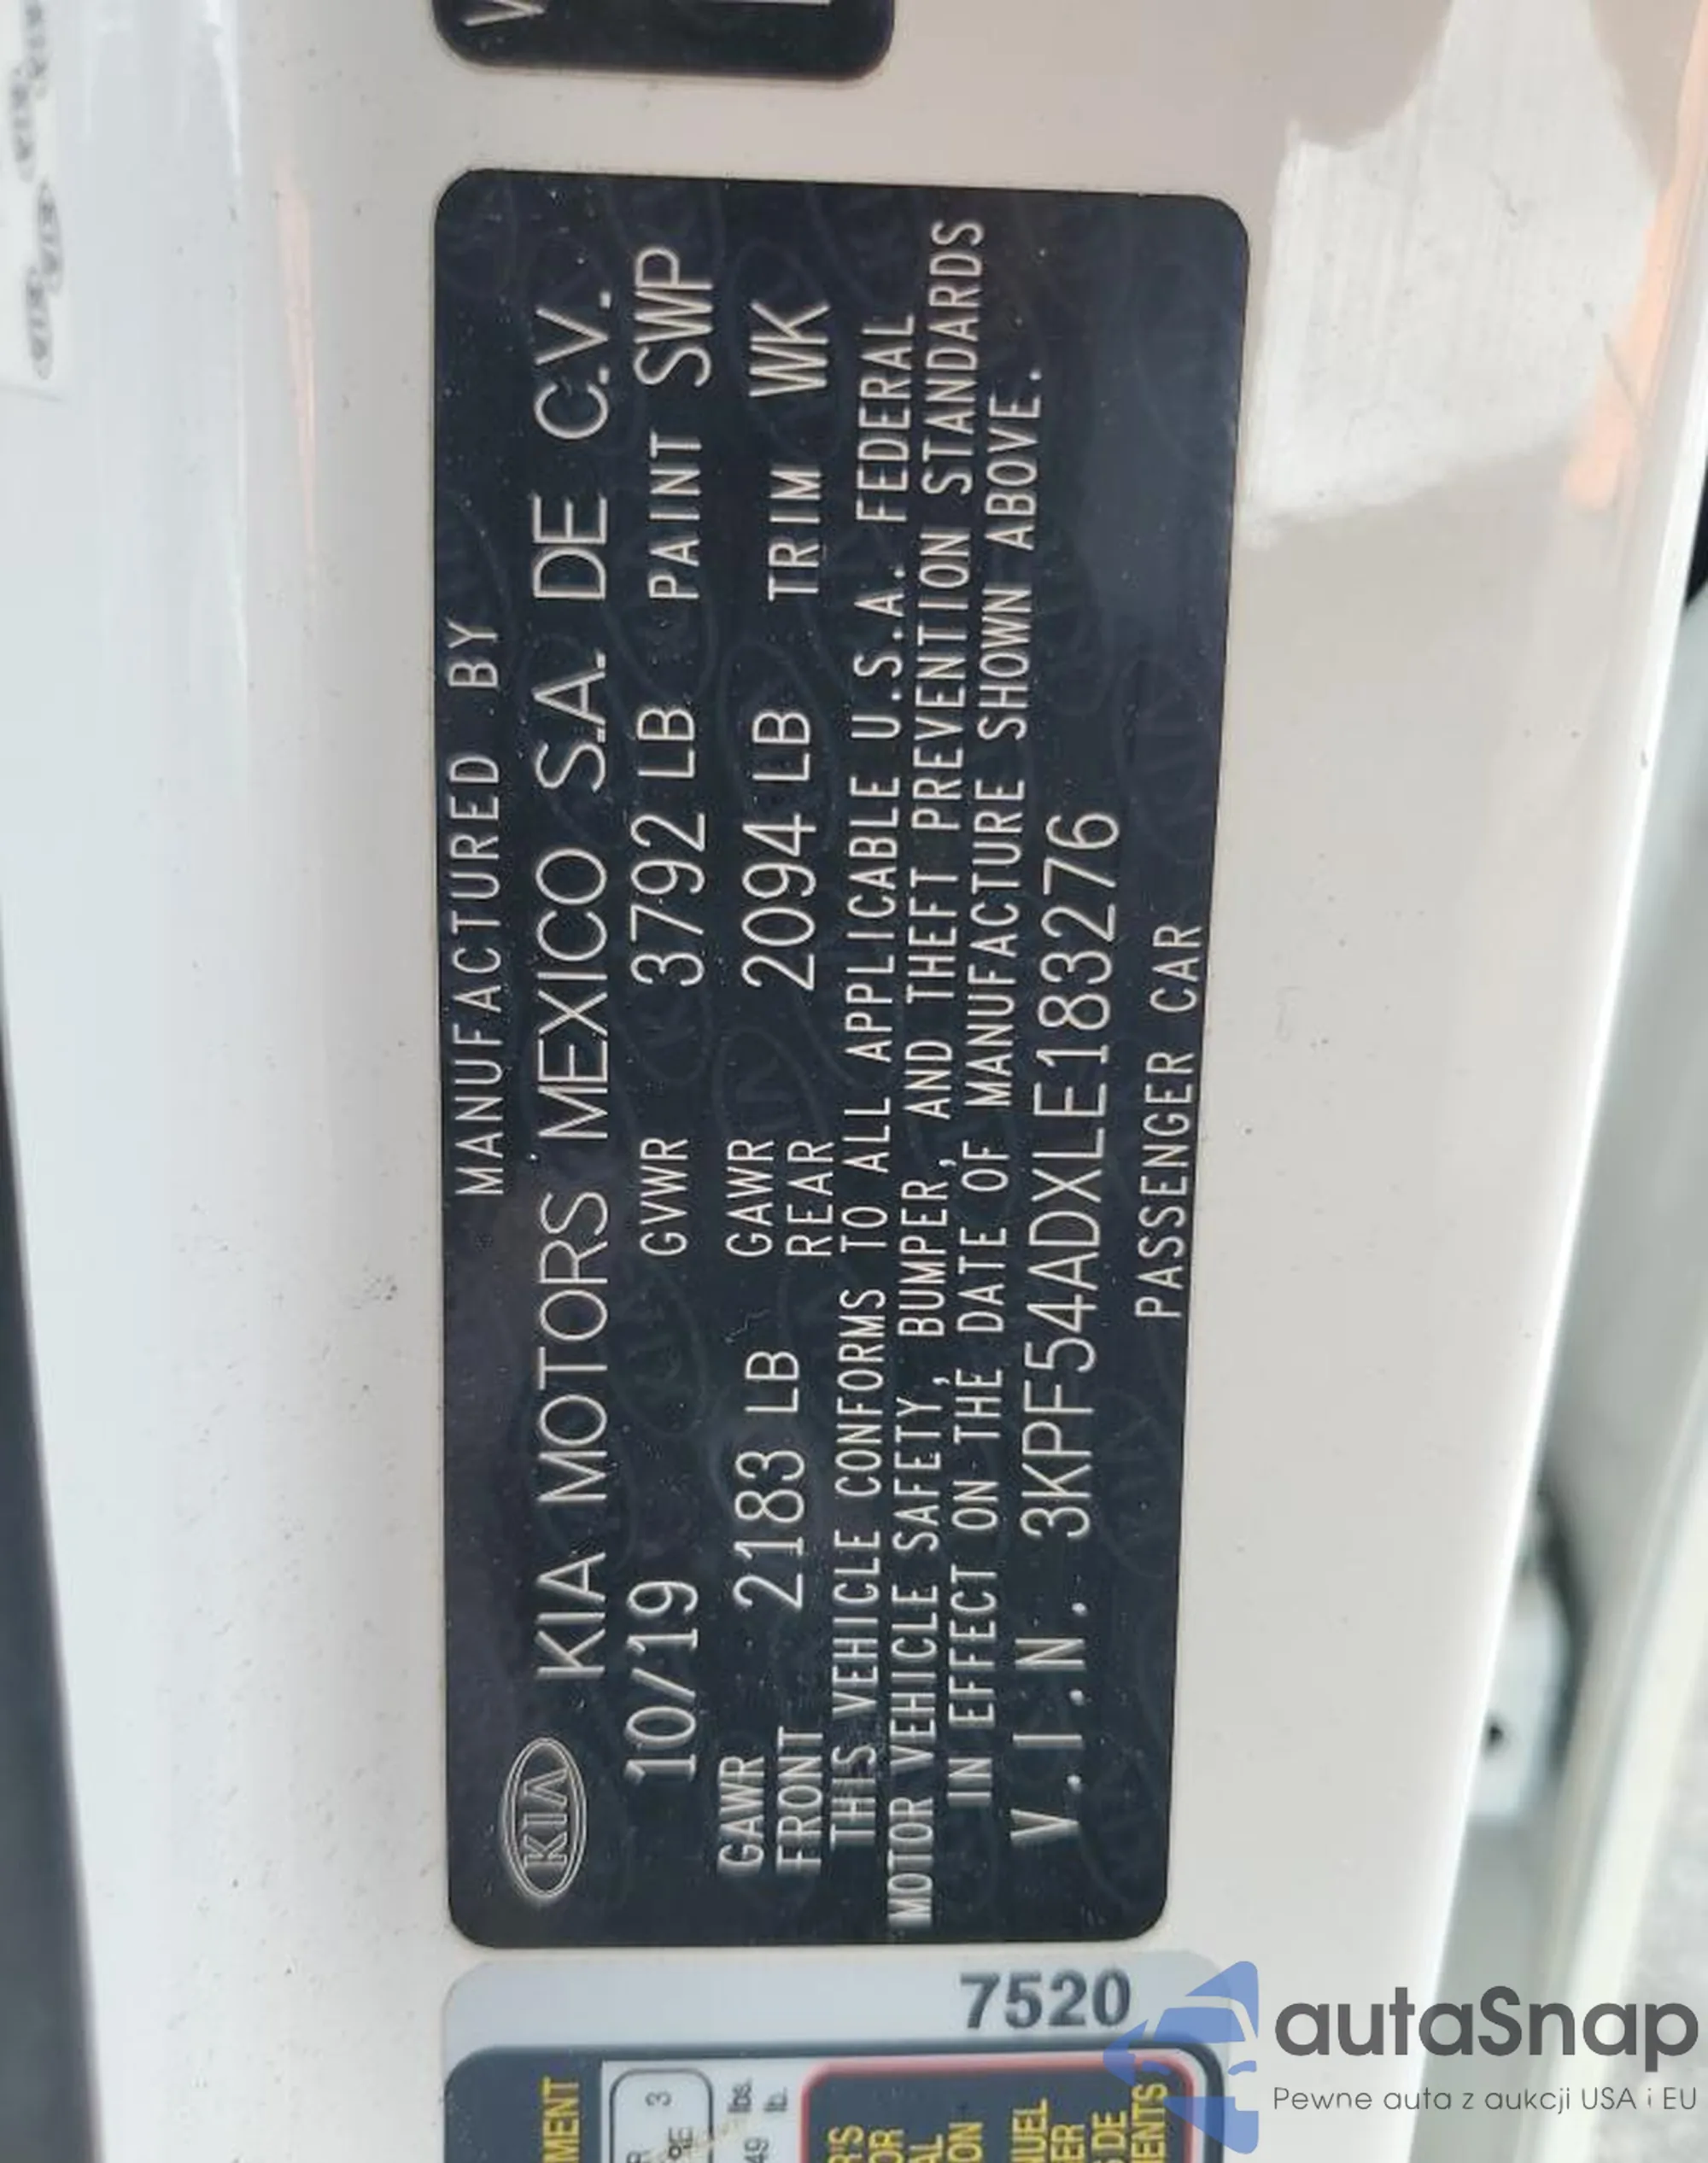 MANUFACTURED BY
KIA KIA MOTORS MEXICO S.A. DE C.V.
10/19 GVWR 3792 LB PAINT SWP
GAWR FRONT 2183 LB GAWR REAR 2094 LB TRIM WK
THIS VEHICLE CONFORMS TO ALL APPLICABLE U.S.A. FEDERAL
MOTOR VEHICLE SAFETY, BUMPER, AND THEFT PREVENTION STANDARDS
IN EFFECT ON THE DATE OF MANUFACTURE SHOWN ABOVE.
V.I.N. 3KPF54ADXLE183276
PASSENGER CAR
7520
autaSnap
Pewne auta z aukcji USA i EU